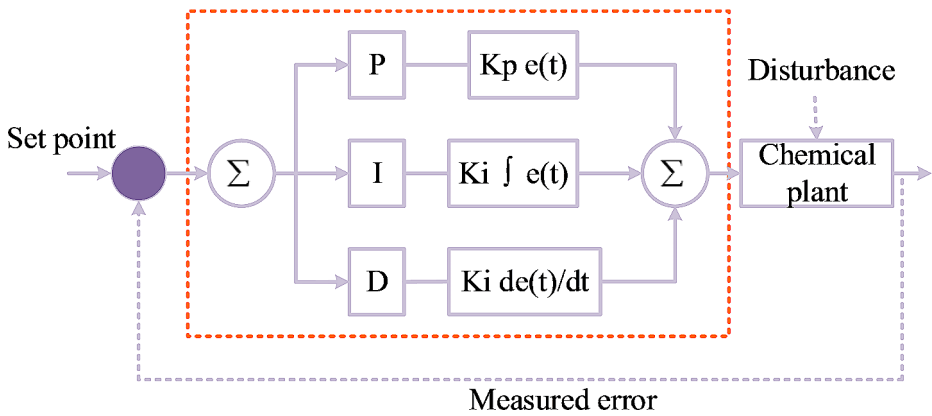 P
Kp e(t)
Disturbance
Set point
Σ
I
Ki ∫ e(t)
Σ
Chemical
plant
D
Ki de(t)/dt
Measured error